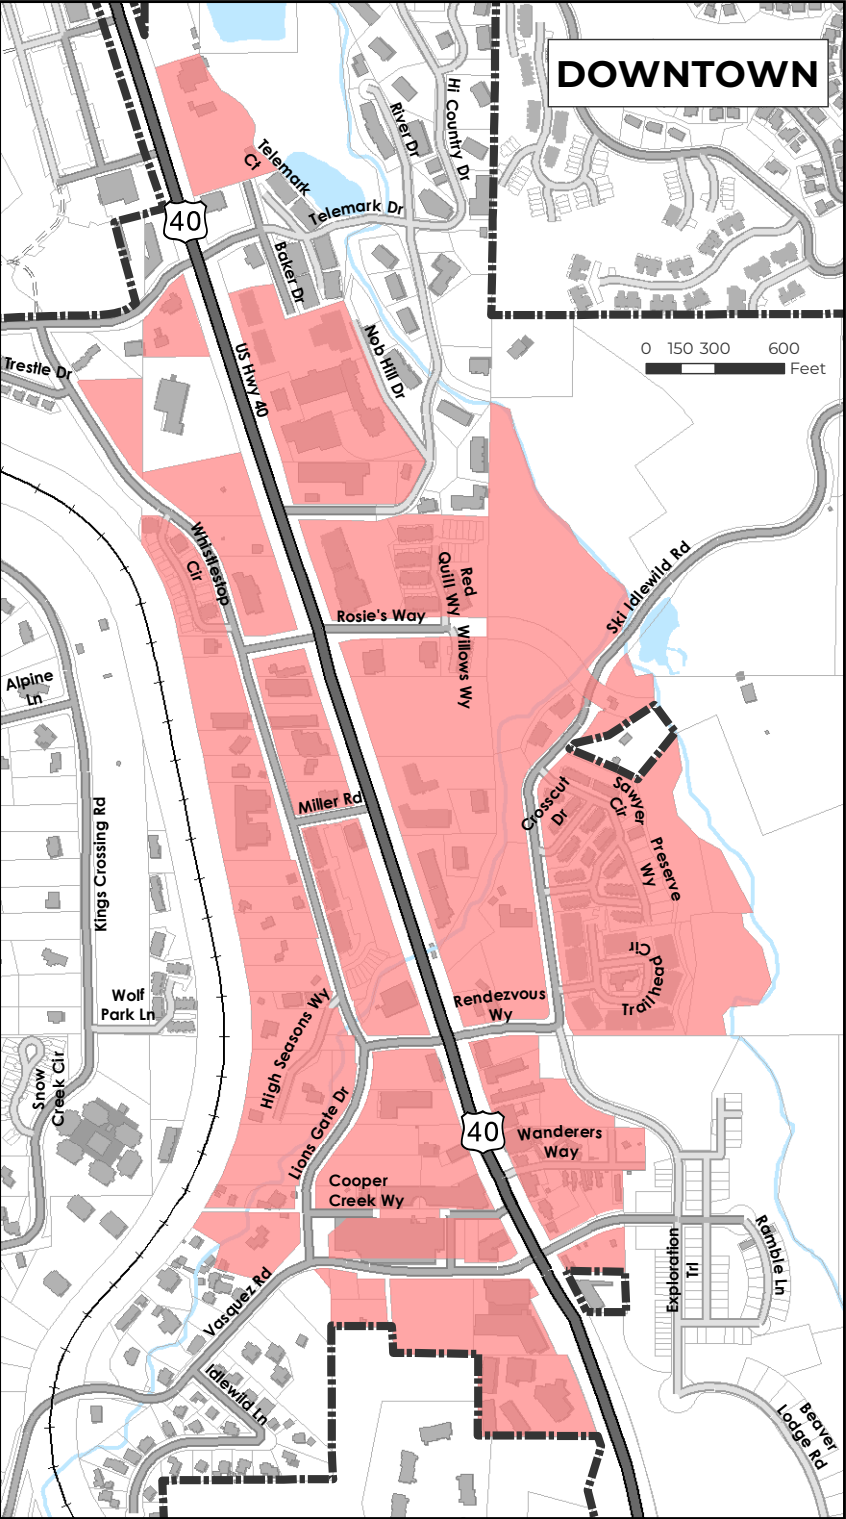 DOWNTOWN
Hi Country Dr
River Dr
Telemark
Ct
Telemark Dr
40
Baker Dr
0 150 300 600
Feet
US Hwy 40
Nob Hill Dr
Trestle Dr
Whistlestop
Cir
Red
Quill Wy
Ski Idlewild Rd
Rosie's Way
Willows Wy
Alpine
Ln
Crosscut
Dr
Sawyer
Cir
Miller Rd
Kings Crossing Rd
Preserve
Wy
Trailhead
Cir
Wolf
Park Ln
High Seasons Wy
Rendezvous
Wy
Snow
Creek Cir
Lions Gate Dr
40
Wanderers
Way
Cooper
Creek Wy
Exploration
Trl
Ramble Ln
Vasquez Rd
Idlewild Ln
Beaver
Lodge Rd